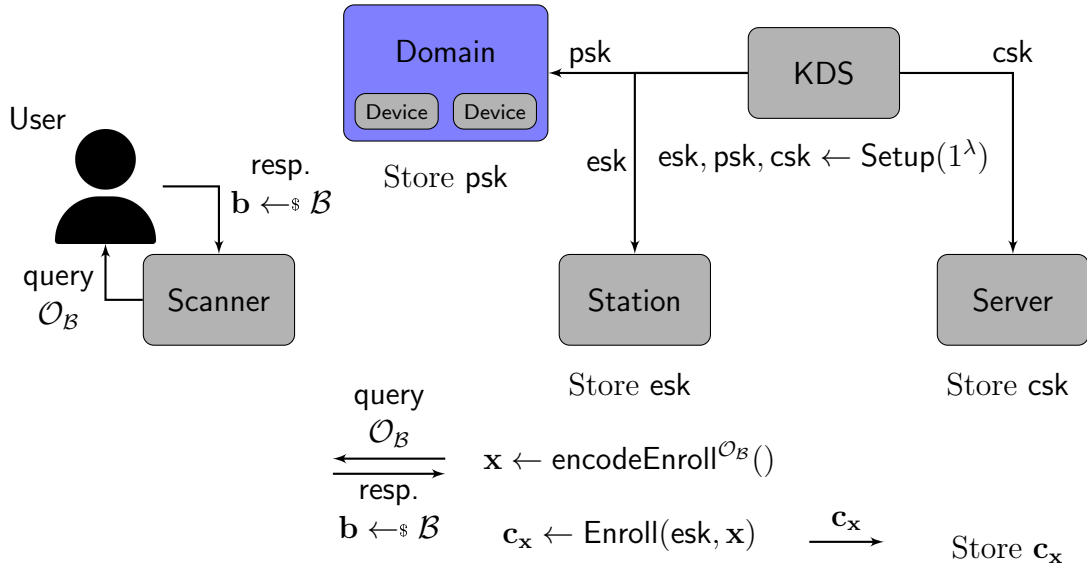 Domain
Device Device
Store psk
psk
KDS
csk
esk
esk, psk, csk ← Setup(1^λ)
User
resp.
b ←$ ℬ
query
𝒪_ℬ
Scanner
Station
Server
Store esk
Store csk
query
𝒪_ℬ
x ← encodeEnroll^𝒪_ℬ()
resp.
b ←$ ℬ
c_x ← Enroll(esk, x)
c_x
Store c_x